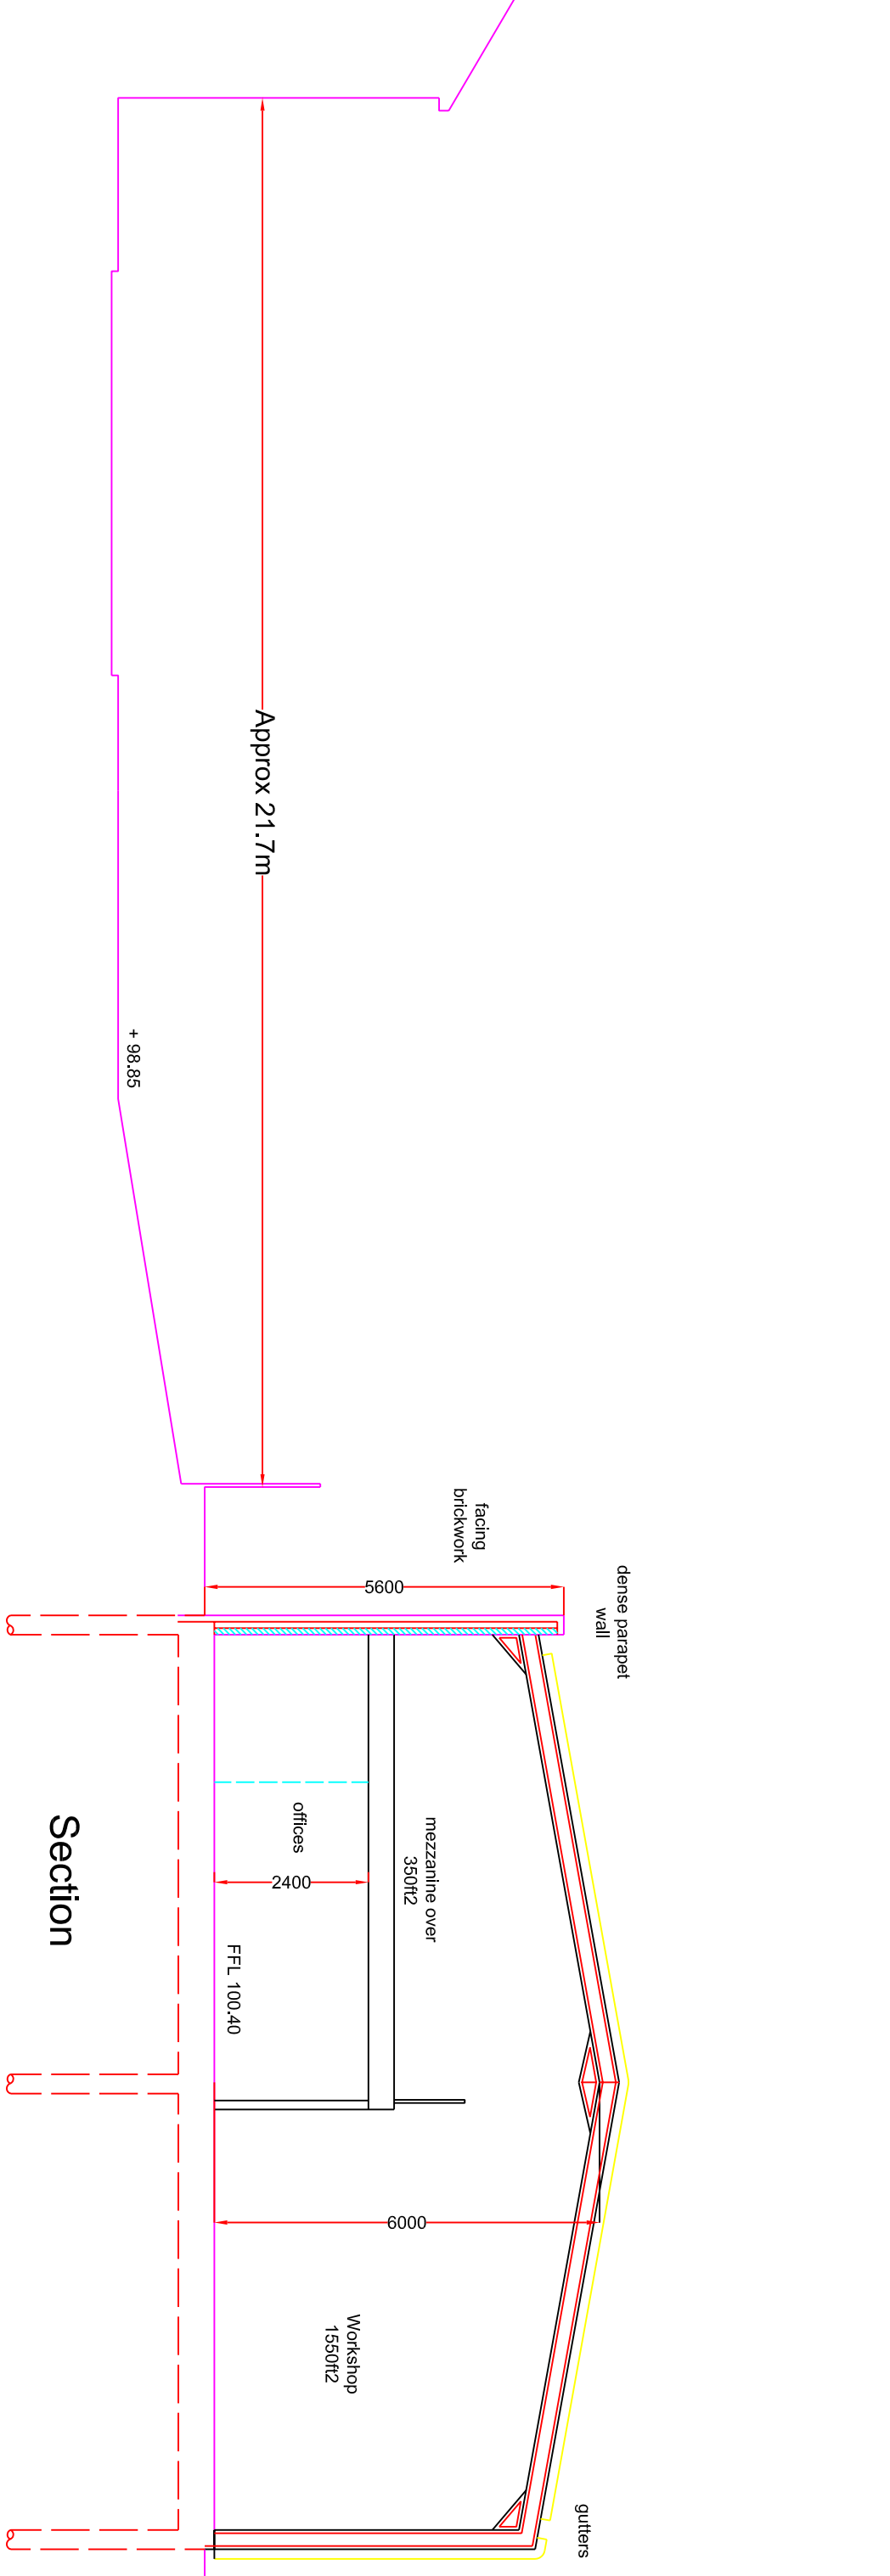 Approx 21.7m
+ 98.85
facing
brickwork
5600
dense parapet
wall
offices
2400
mezzanine over
350ft2
FFL 100.40
6000
Workshop
1550ft2
gutters
Section